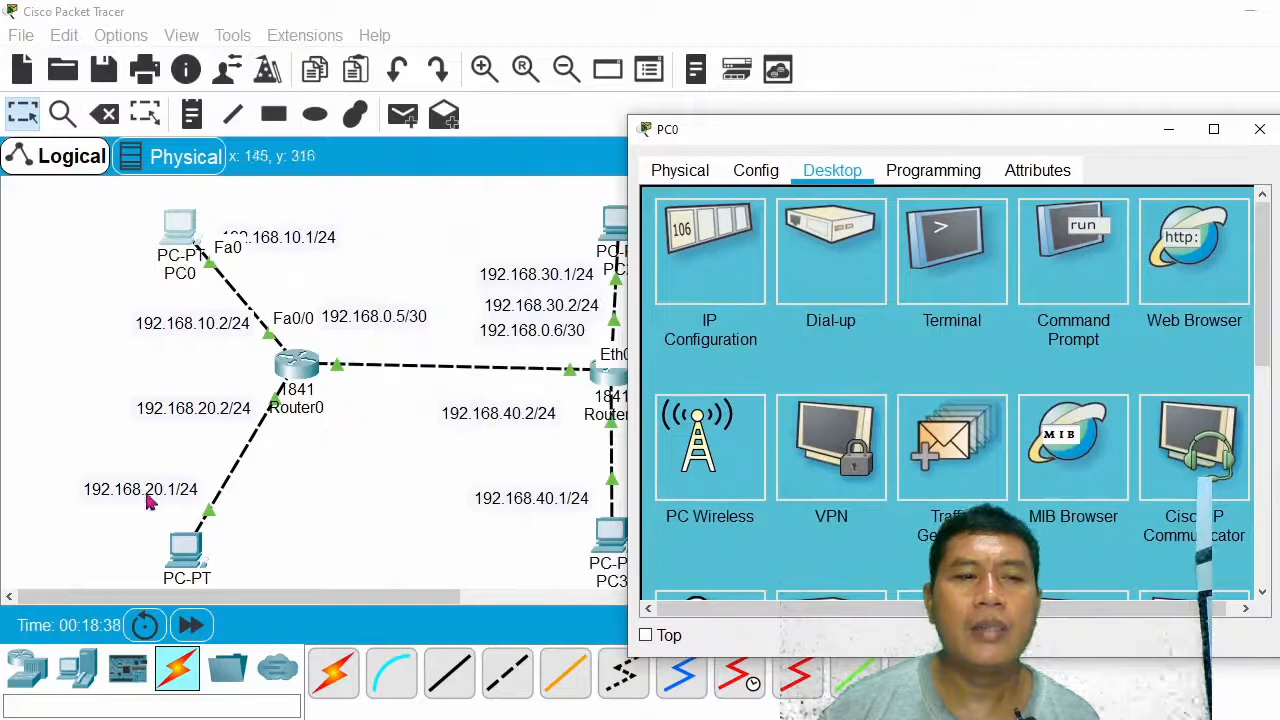 Cisco Packet Tracer
File Edit Options View Tools Extensions Help
Logical Physical x: 145, y: 316
PC0
Physical Config Desktop Programming Attributes
106
>
run
http:
IP Configuration
Dial-up
Terminal
Command Prompt
Web Browser
MIB
PC Wireless
VPN
MIB Browser
Top
PC-PT
PC0
.168.10.1/24
Fa0
192.168.10.2/24
Fa0/0
192.168.0.5/30
1841
Router0
192.168.20.2/24
192.168.20.1/24
PC-PT
192.168.30.1/24
192.168.30.2/24
192.168.0.6/30
192.168.40.2/24
192.168.40.1/24
PC3
Time: 00:18:38